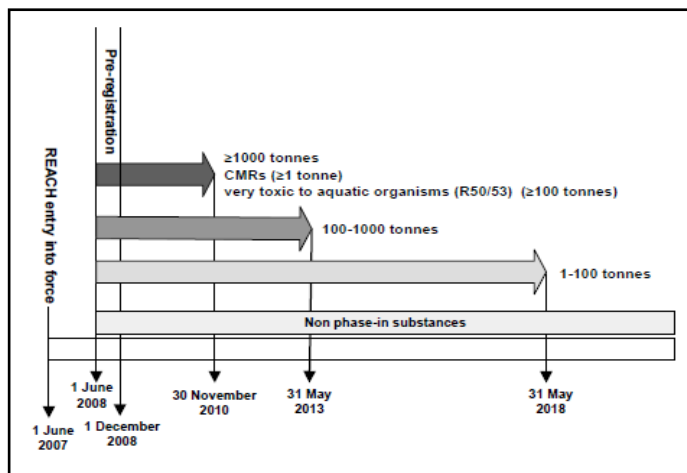 REACH entry into force
Pre-registration
≥1000 tonnes
CMRs (≥1 tonne)
very toxic to aquatic organisms (R50/53) (≥100 tonnes)
100-1000 tonnes
1-100 tonnes
Non phase-in substances
1 June
2007
1 June
2008
1 December
2008
30 November
2010
31 May
2013
31 May
2018